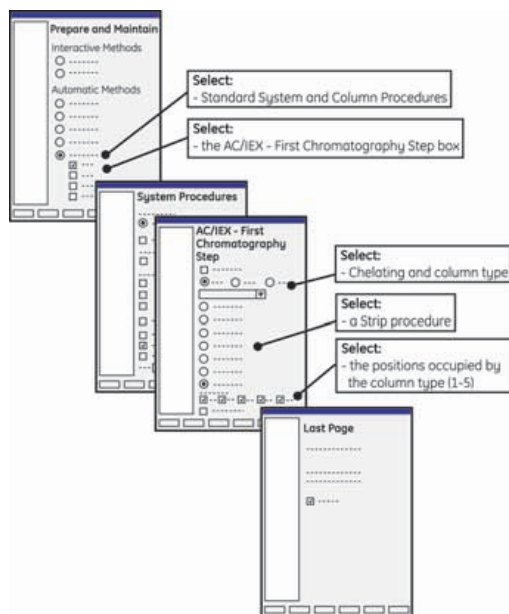 Prepare and Maintain
Interactive Methods
Automatic Methods
Select:
- Standard System and Column Procedures
Select:
- the AC/IEX - First Chromatography Step box
System Procedures
AC/IEX - First
Chromatography
Step
Select:
- Chelating and column type
Select:
- a Strip procedure
Select:
- the positions occupied by
the column type (1-5)
Last Page